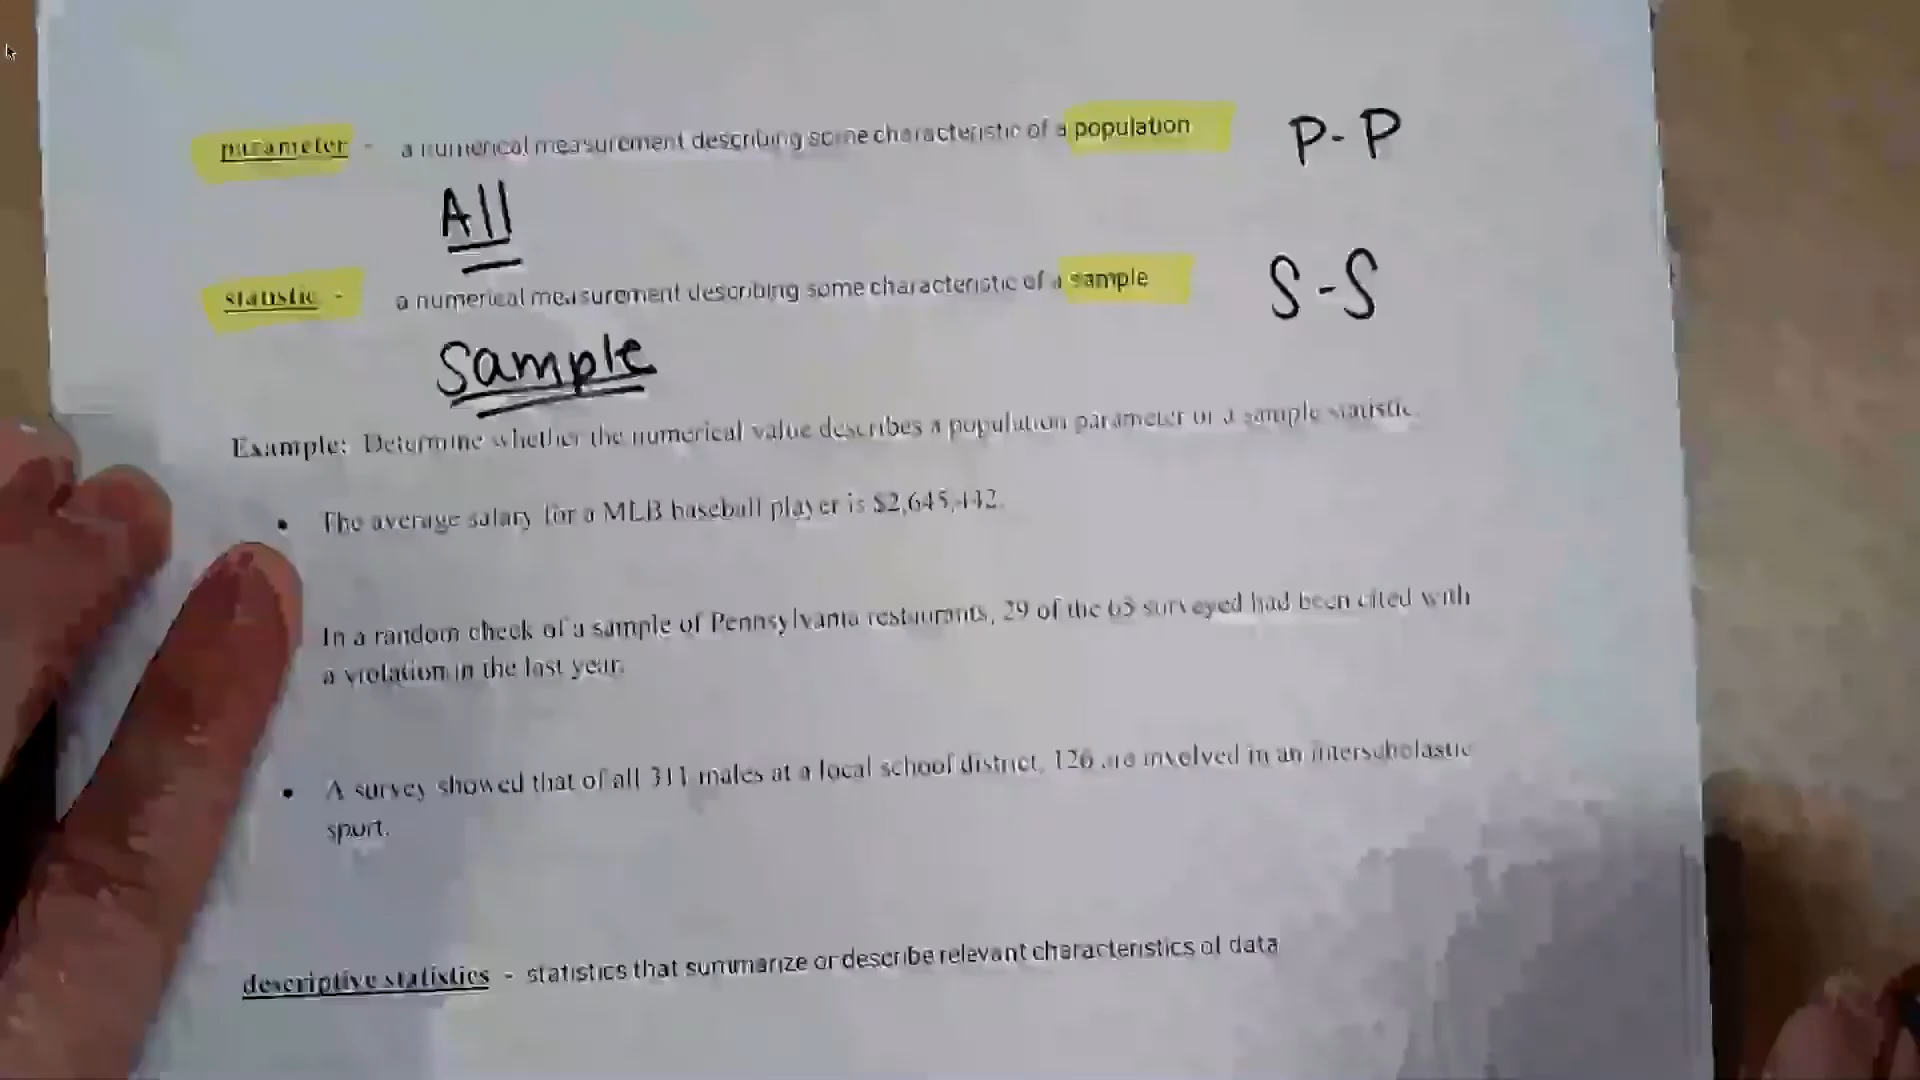 parameter - a numerical measurement describing some characteristic of a population P-P
All
statistic - a numerical measurement describing some characteristic of a sample S-S
Sample
Example: Determine whether the numerical value describes a population parameter or a sample statistic.
• The average salary for a MLB baseball player is $2,645,442.
In a random check of a sample of Pennsylvania restaurants, 29 of the 65 surveyed had been cited with
a violation in the last year.
• A survey showed that of all 311 males at a local school district, 126 are involved in an interscholastic
sport.
descriptive statistics - statistics that summarize or describe relevant characteristics of data